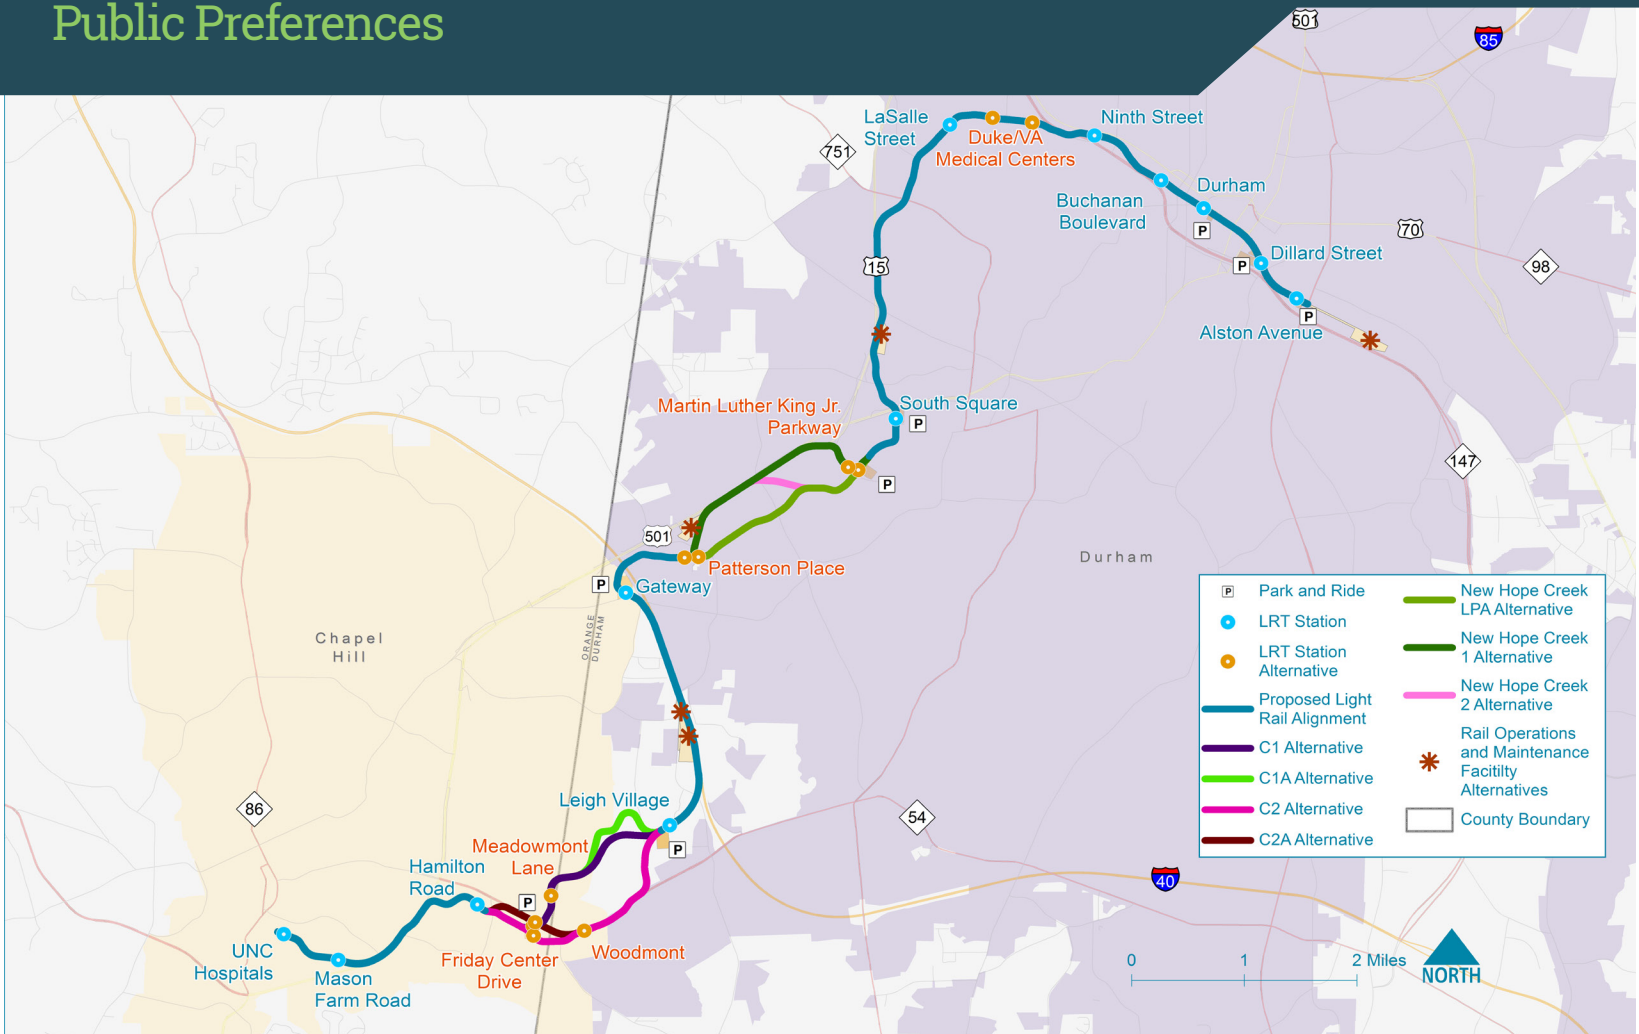 Public Preferences
501
85
LaSalle
Street
Duke/VA
Medical Centers
Ninth Street
751
Buchanan
Boulevard
Durham
P
70
15
P
Dillard Street
98
P
Alston Avenue
Martin Luther King Jr.
Parkway
South Square
P
P
147
501
Patterson Place
P
Gateway
Durham
ORANGE
DURHAM
Chapel
Hill
Leigh Village
P
86
54
Meadowmont
Lane
Hamilton
Road
P
40
UNC
Hospitals
Mason
Farm Road
Friday Center
Drive
Woodmont
P Park and Ride
LRT Station
LRT Station
Alternative
Proposed Light
Rail Alignment
C1 Alternative
C1A Alternative
C2 Alternative
C2A Alternative
New Hope Creek
LPA Alternative
New Hope Creek
1 Alternative
New Hope Creek
2 Alternative
Rail Operations
and Maintenance
Facitilty
Alternatives
County Boundary
0 1 2 Miles
NORTH